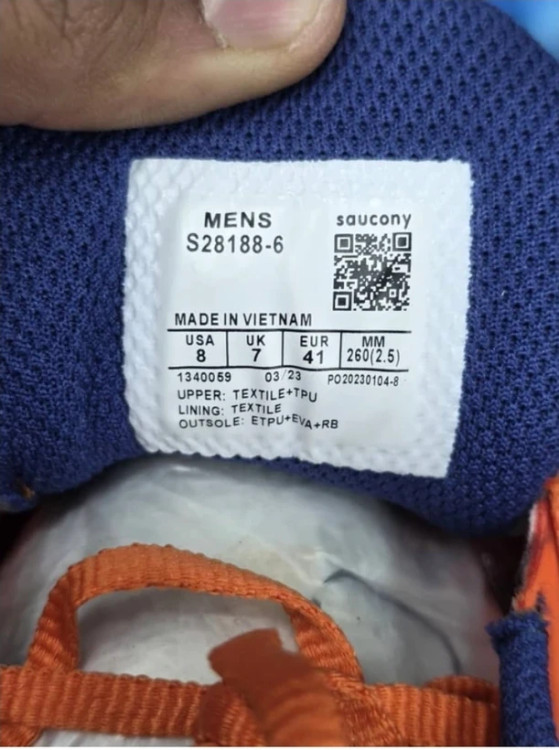 MENS
saucony
S28188-6
MADE IN VIETNAM
USA UK EUR MM
8 7 41 260(2.5)
1340059 03/23 PO20230104-8
UPPER: TEXTILE+TPU
LINING: TEXTILE
OUTSOLE: ETPU+EVA+RB